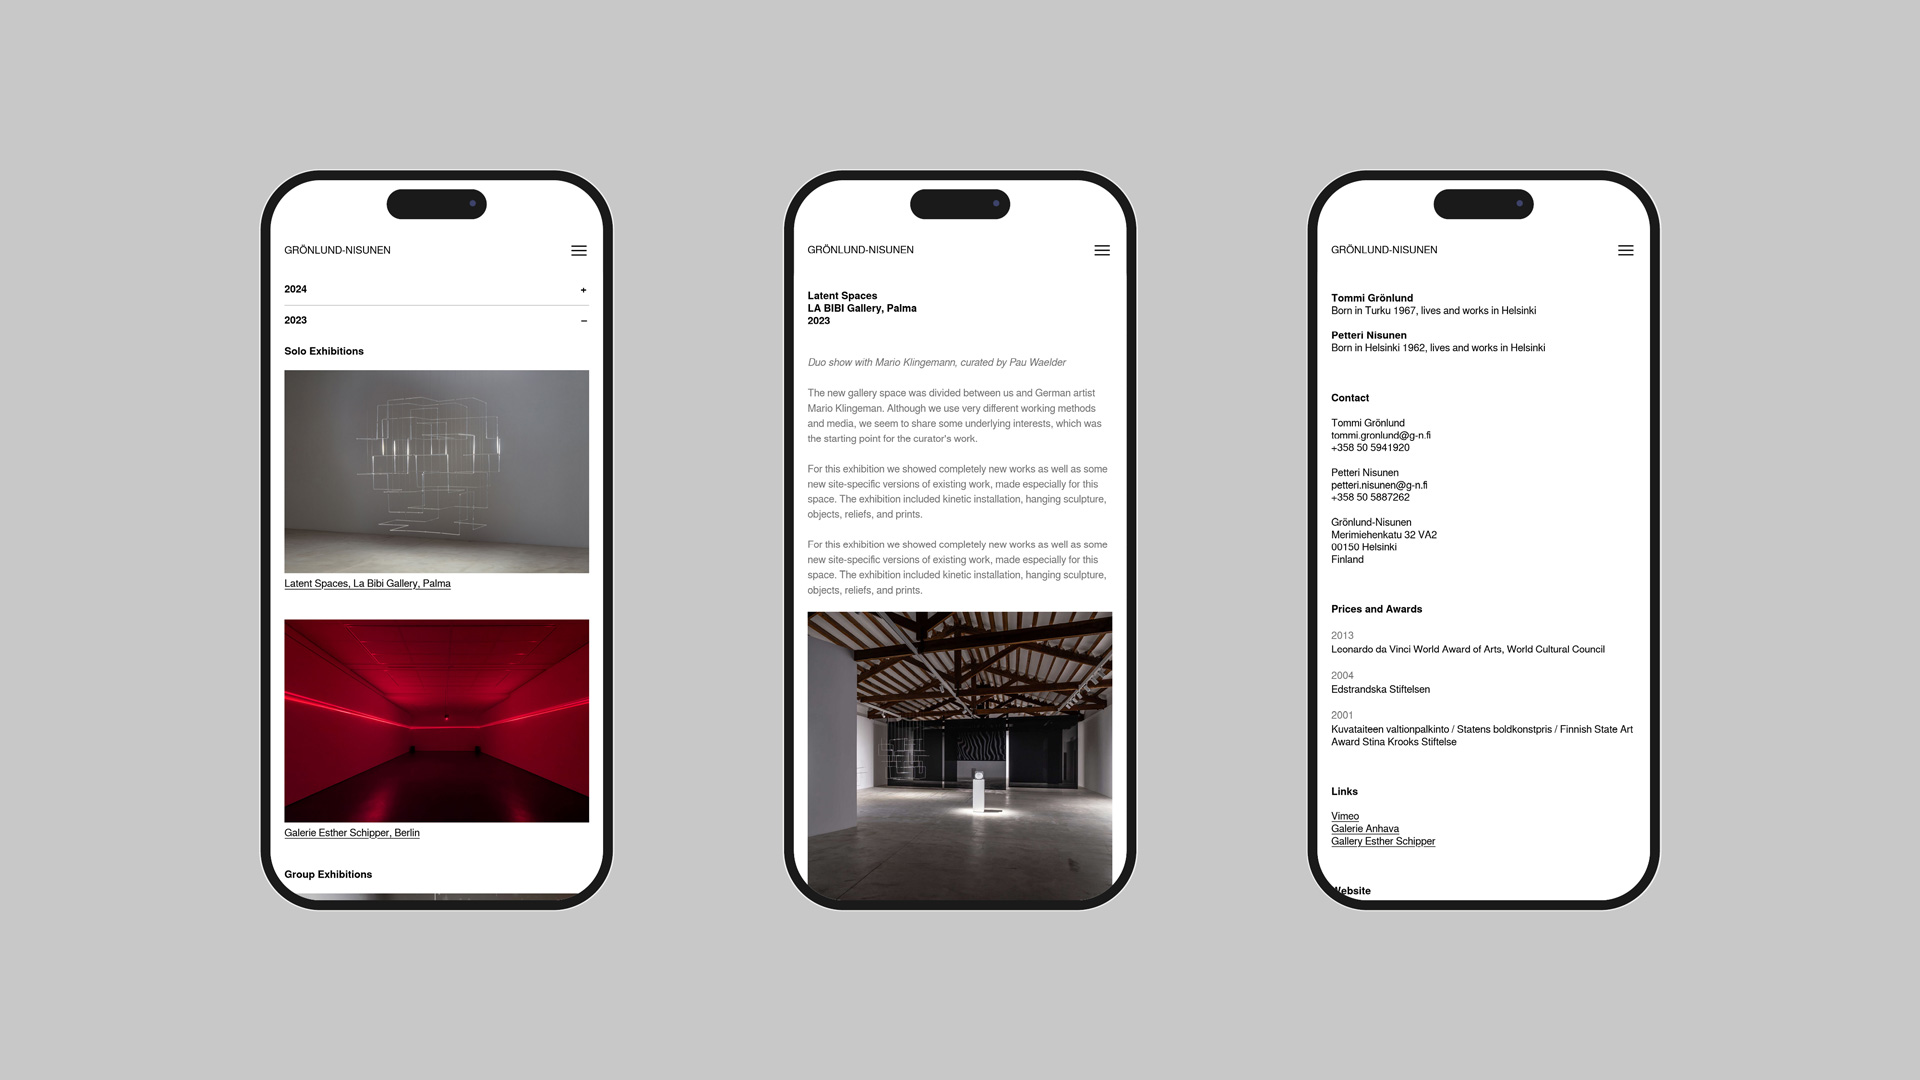 GRÖNLUND-NISUNEN
2024 +
2023 –
Solo Exhibitions
Latent Spaces, La Bibi Gallery, Palma
Galerie Esther Schipper, Berlin
Group Exhibitions
GRÖNLUND-NISUNEN
Latent Spaces
LA BIBI Gallery, Palma
2023
Duo show with Mario Klingemann, curated by Pau Waelder
The new gallery space was divided between us and German artist
Mario Klingeman. Although we use very different working methods
and media, we seem to share some underlying interests, which was
the starting point for the curator's work.
For this exhibition we showed completely new works as well as some
new site-specific versions of existing work, made especially for this
space. The exhibition included kinetic installation, hanging sculpture,
objects, reliefs, and prints.
For this exhibition we showed completely new works as well as some
new site-specific versions of existing work, made especially for this
space. The exhibition included kinetic installation, hanging sculpture,
objects, reliefs, and prints.
GRÖNLUND-NISUNEN
Tommi Grönlund
Born in Turku 1967, lives and works in Helsinki
Petteri Nisunen
Born in Helsinki 1962, lives and works in Helsinki
Contact
Tommi Grönlund
tommi.gronlund@g-n.fi
+358 50 5941920
Petteri Nisunen
petteri.nisunen@g-n.fi
+358 50 5887262
Grönlund-Nisunen
Merimiehenkatu 32 VA2
00150 Helsinki
Finland
Prices and Awards
2013
Leonardo da Vinci World Award of Arts, World Cultural Council
2004
Edstrandska Stiftelsen
2001
Kuvataiteen valtionpalkinto / Statens boldkonstpris / Finnish State Art
Award Stina Krooks Stiftelse
Links
Vimeo
Galerie Anhava
Gallery Esther Schipper
Website